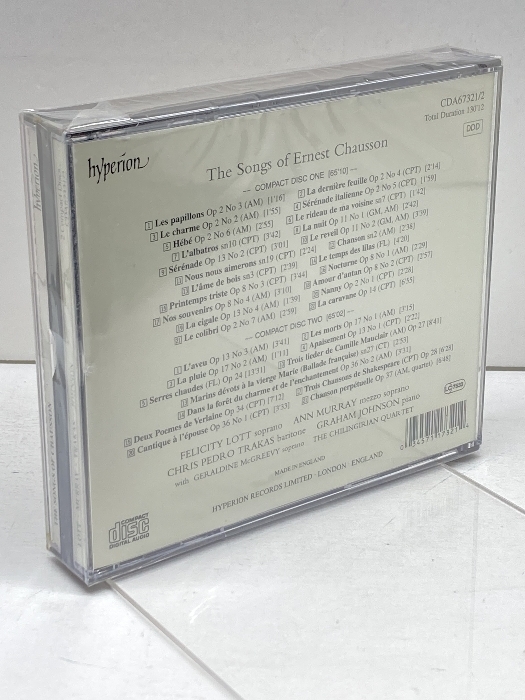 CDA67321/2
Total Duration 130'12
DDD
hyperion
The Songs of Ernest Chausson
— COMPACT DISC ONE [65'10] —
1 Les papillons Op 2 No 3 (AM) [1'16] 2 La dernière feuille Op 2 No 4 (CPT) [2'14]
3 Le charme Op 2 No 2 (AM) [1'55] 4 Sérénade italienne Op 2 No 5 (CPT) [1'59]
5 Hébé Op 2 No 6 (AM) [2'55] 6 Le rideau de ma voisine sn7 (CPT) [1'42]
7 L'albatros sn10 (CPT) [3'42] 8 La nuit Op 11 No 1 (GM, AM) [2'42]
9 Sérénade Op 13 No 2 (CPT) [3'01] 10 Le reveil Op 11 No 2 (GM, AM) [3'39]
11 Nous nous aimerons sn19 (CPT) [2'24] 12 Chanson sn2 (AM) [2'38]
13 L'âme de bois sn3 (CPT) [2'39] 14 Le temps des lilas (FL) [4'20]
15 Printemps triste Op 8 No 3 (CPT) [3'44] 16 Nocturne Op 8 No 1 (AM) [2'29]
17 Nos souvenirs Op 8 No 4 (AM) [3'10] 18 Amour d'antan Op 8 No 2 (CPT) [2'57]
19 La cigale Op 13 No 4 (AM) [1'39] 20 Nanny Op 2 No 1 (CPT) [2'28]
21 Le colibri Op 2 No 7 (AM) [2'59] 22 La caravane Op 14 (CPT) [6'55]
— COMPACT DISC TWO [65'02] —
1 L'aveu Op 13 No 3 (AM) [3'41] 2 Les morts Op 17 No 1 (AM) [3'15]
3 La pluie Op 17 No 2 (AM) [1'11] 4 Apaisement Op 13 No 1 (CPT) [2'22]
5 Serres chaudes (FL) Op 24 [13'11] Trois lieder de Camille Mauclair (AM) Op 27 [8'41]
Marins dévots à la vierge Marie (Ballade française) sn27 (CT) [2'53]
Dans la forêt du charme et de l'enchantement Op 36 No 2 (AM) [3'31]
Deux Poemes de Verlaine Op 34 (CPT) [7'12] Trois Chansons de Shakespeare (CPT) Op 28 [6'28]
Cantique à l'épouse Op 36 No 1 (CPT) [3'33] Chanson perpétuelle Op 37 (AM, quartet) [6'48]
FELICITY LOTT soprano ANN MURRAY mezzo soprano
CHRIS PEDRO TRAKAS baritone GRAHAM JOHNSON piano
with GERALDINE McGREEVY soprano THE CHILINGIRIAN QUARTET
MADE IN ENGLAND
HYPERION RECORDS LIMITED · LONDON · ENGLAND
COMPACT
disc
DIGITAL AUDIO
hyperion
THE SONGS OF ERNEST CHAUSSON